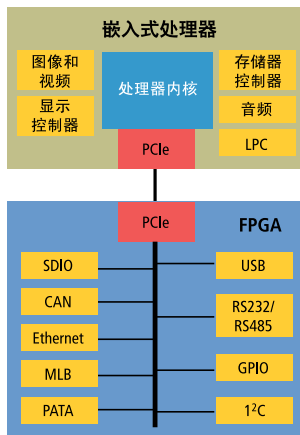 嵌入式处理器
图像和
视频
显示
控制器
处理器内核
存储器
控制器
音频
LPC
PCIe
PCIe
FPGA
SDIO
CAN
Ethernet
MLB
PATA
USB
RS232/
RS485
GPIO
1²C